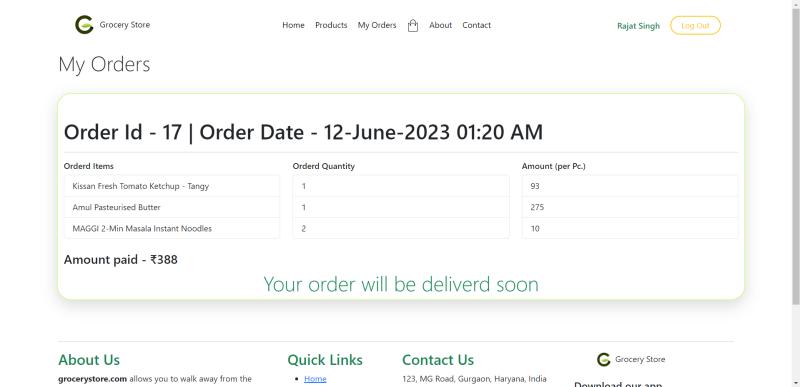 Grocery Store
Home Products My Orders About Contact
Rajat Singh Log Out
My Orders
Order Id - 17 | Order Date - 12-June-2023 01:20 AM
Orderd Items Orderd Quantity Amount (per Pc.)
Kissan Fresh Tomato Ketchup - Tangy 1 93
Amul Pasteurised Butter 1 275
MAGGI 2-Min Masala Instant Noodles 2 10
Amount paid - ₹388
Your order will be deliverd soon
About Us Quick Links Contact Us Grocery Store
grocerystore.com allows you to walk away from the Home 123, MG Road, Gurgaon, Haryana, India
Download our app